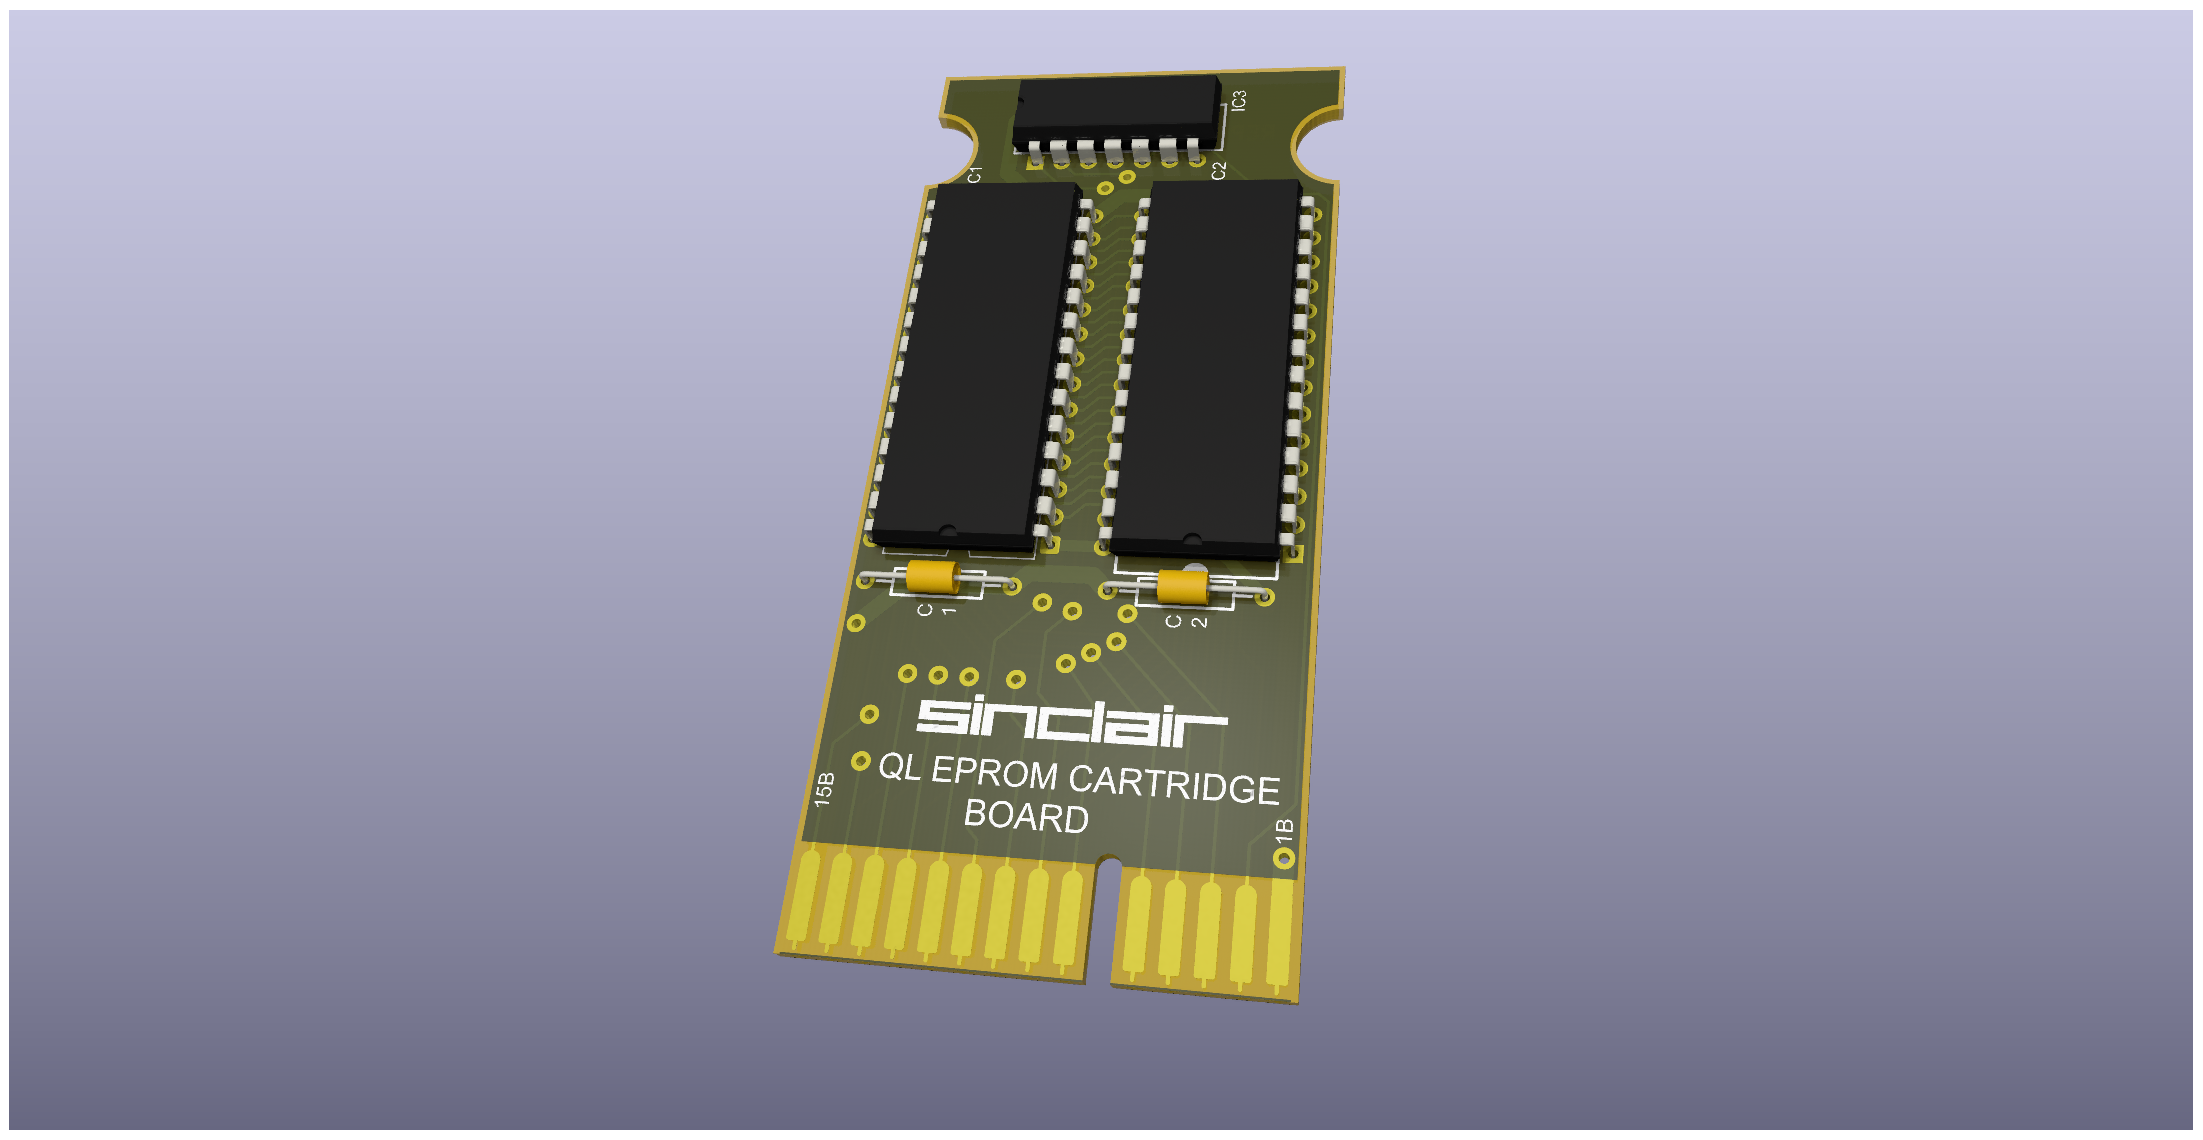 IC3
C1
C2
C 1
C 2
sinclair
QL EPROM CARTRIDGE
BOARD
15B
1B